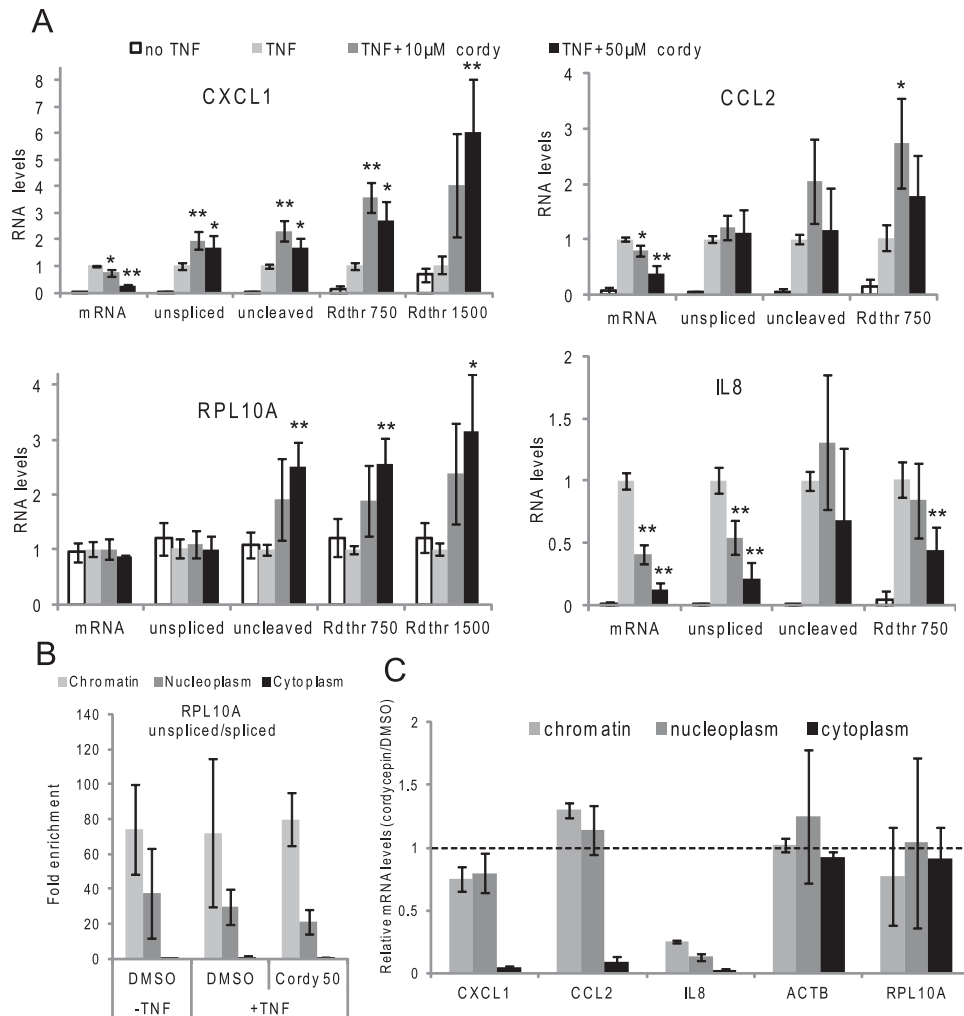 A
no TNF TNF TNF+10µM cordy TNF+50µM cordy
CXCL1
RNA levels
8
7
6
5
4
3
2
1
0
* ** ** * ** * ** * **
mRNA unspliced uncleaved Rdthr 750 Rdthr 1500
CCL2
RNA levels
4
3
2
1
0
* ** *
mRNA unspliced uncleaved Rdthr 750
RPL10A
RNA levels
4
3
2
1
0
** ** *
mRNA unspliced uncleaved Rdthr 750 Rdthr 1500
IL8
RNA levels
2
1.5
1
0.5
0
** ** ** ** **
mRNA unspliced uncleaved Rdthr 750
B
Chromatin Nucleoplasm Cytoplasm
RPL10A
unspliced/spliced
Fold enrichment
140
120
100
80
60
40
20
0
DMSO DMSO Cordy 50
-TNF +TNF
C
Relative mRNA levels (cordycepin/DMSO)
2
1.5
1
0.5
0
chromatin nucleoplasm cytoplasm
CXCL1 CCL2 IL8 ACTB RPL10A